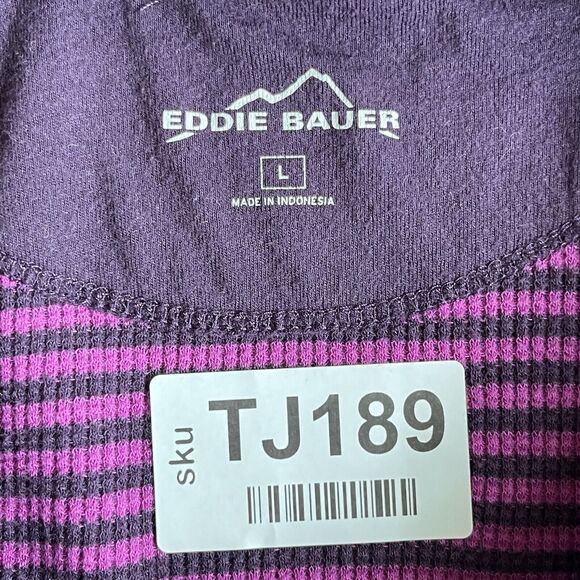 EDDIE BAUER
L
MADE IN INDONESIA
sku
TJ189